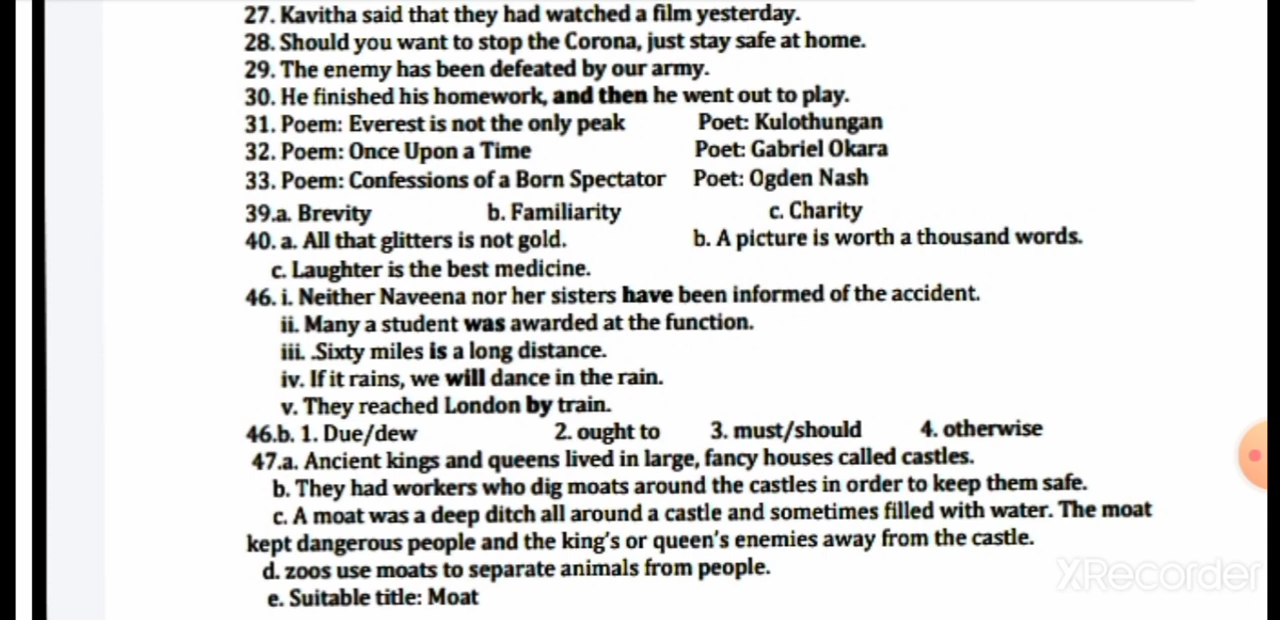 27. Kavitha said that they had watched a film yesterday.
28. Should you want to stop the Corona, just stay safe at home.
29. The enemy has been defeated by our army.
30. He finished his homework, and then he went out to play.
31. Poem: Everest is not the only peak Poet: Kulothungan
32. Poem: Once Upon a Time Poet: Gabriel Okara
33. Poem: Confessions of a Born Spectator Poet: Ogden Nash
39.a. Brevity b. Familiarity c. Charity
40. a. All that glitters is not gold. b. A picture is worth a thousand words.
c. Laughter is the best medicine.
46. i. Neither Naveena nor her sisters have been informed of the accident.
ii. Many a student was awarded at the function.
iii. .Sixty miles is a long distance.
iv. If it rains, we will dance in the rain.
v. They reached London by train.
46.b. 1. Due/dew 2. ought to 3. must/should 4. otherwise
47.a. Ancient kings and queens lived in large, fancy houses called castles.
b. They had workers who dig moats around the castles in order to keep them safe.
c. A moat was a deep ditch all around a castle and sometimes filled with water. The moat
kept dangerous people and the king's or queen's enemies away from the castle.
d. zoos use moats to separate animals from people.
e. Suitable title: Moat
XRecorder